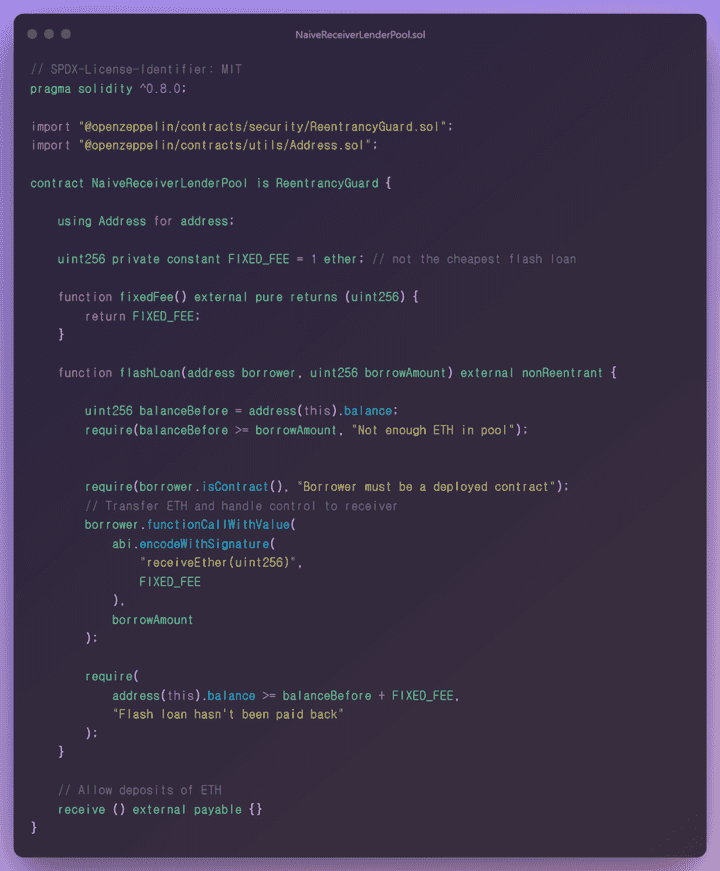 NaiveReceiverLenderPool.sol
// SPDX-License-Identifier: MIT
pragma solidity ^0.8.0;
import "@openzeppelin/contracts/security/ReentrancyGuard.sol";
import "@openzeppelin/contracts/utils/Address.sol";
contract NaiveReceiverLenderPool is ReentrancyGuard {
    using Address for address;
    uint256 private constant FIXED_FEE = 1 ether; // not the cheapest flash loan
    function fixedFee() external pure returns (uint256) {
        return FIXED_FEE;
    }
    function flashLoan(address borrower, uint256 borrowAmount) external nonReentrant {
        uint256 balanceBefore = address(this).balance;
        require(balanceBefore >= borrowAmount, "Not enough ETH in pool");
        require(borrower.isContract(), "Borrower must be a deployed contract");
        // Transfer ETH and handle control to receiver
        borrower.functionCallWithValue(
            abi.encodeWithSignature(
                "receiveEther(uint256)",
                FIXED_FEE
            ),
            borrowAmount
        );
        require(
            address(this).balance >= balanceBefore + FIXED_FEE,
            "Flash loan hasn't been paid back"
        );
    }
    // Allow deposits of ETH
    receive () external payable {}
}